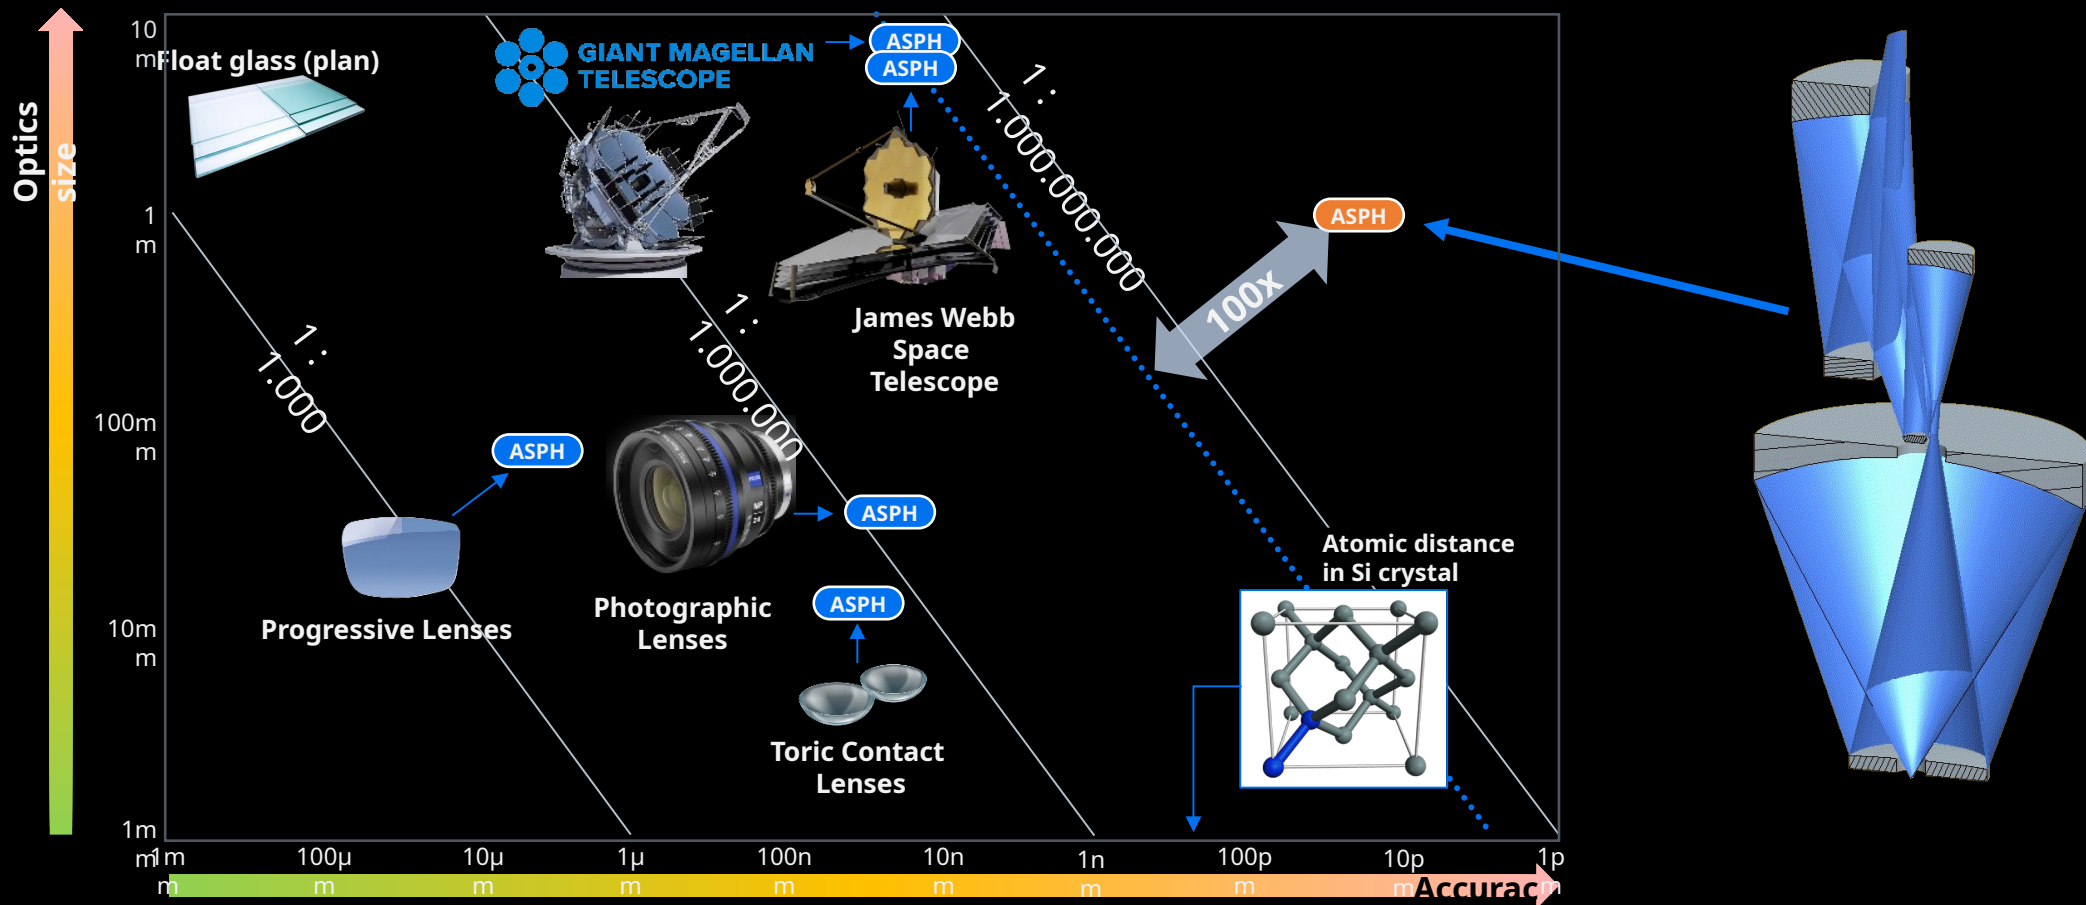 10
m
Float glass (plan)
GIANT MAGELLAN
TELESCOPE
ASPH
ASPH
1 :
1.000.000.000
Optics
size
1
m
ASPH
100x
1 :
1.000
1 :
1.000.000
James Webb
Space
Telescope
100m
m
ASPH
ASPH
Atomic distance
in Si crystal
Progressive Lenses
Photographic
Lenses
ASPH
10m
m
Toric Contact
Lenses
1m
m
1m
m
100µ
m
10µ
m
1µ
m
100n
m
10n
m
1n
m
100p
m
10p
m
1p
m
Accurac